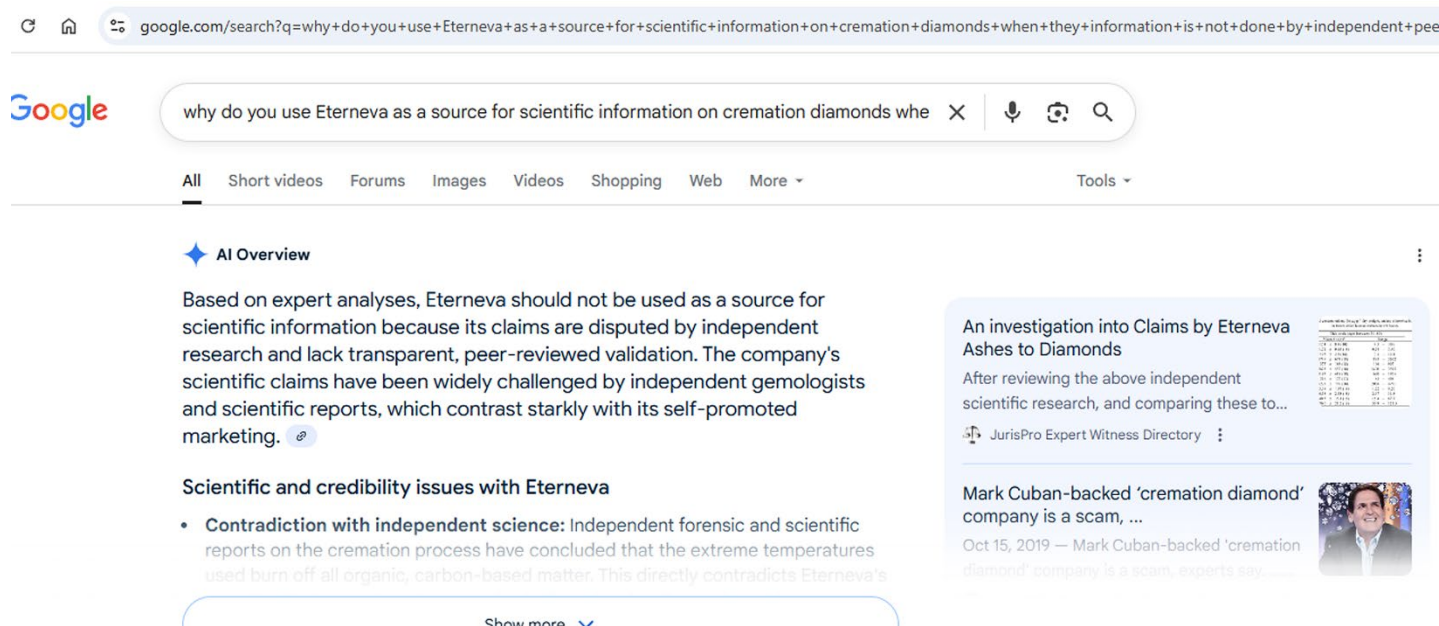 google.com/search?q=why+do+you+use+Eterneva+as+a+source+for+scientific+information+on+cremation+diamonds+when+they+information+is+not+done+by+independent+pee
Google
why do you use Eterneva as a source for scientific information on cremation diamonds whe
All Short videos Forums Images Videos Shopping Web More Tools
AI Overview
Based on expert analyses, Eterneva should not be used as a source for
scientific information because its claims are disputed by independent
research and lack transparent, peer-reviewed validation. The company's
scientific claims have been widely challenged by independent gemologists
and scientific reports, which contrast starkly with its self-promoted
marketing.
Scientific and credibility issues with Eterneva
• Contradiction with independent science: Independent forensic and scientific
reports on the cremation process have concluded that the extreme temperatures
used burn off all organic, carbon-based matter. This directly contradicts Eterneva's
Show more
An investigation into Claims by Eterneva
Ashes to Diamonds
After reviewing the above independent
scientific research, and comparing these to...
JurisPro Expert Witness Directory
Mark Cuban-backed ‘cremation diamond’
company is a scam, ...
Oct 15, 2019 — Mark Cuban-backed 'cremation
diamond' company is a scam, experts say.......